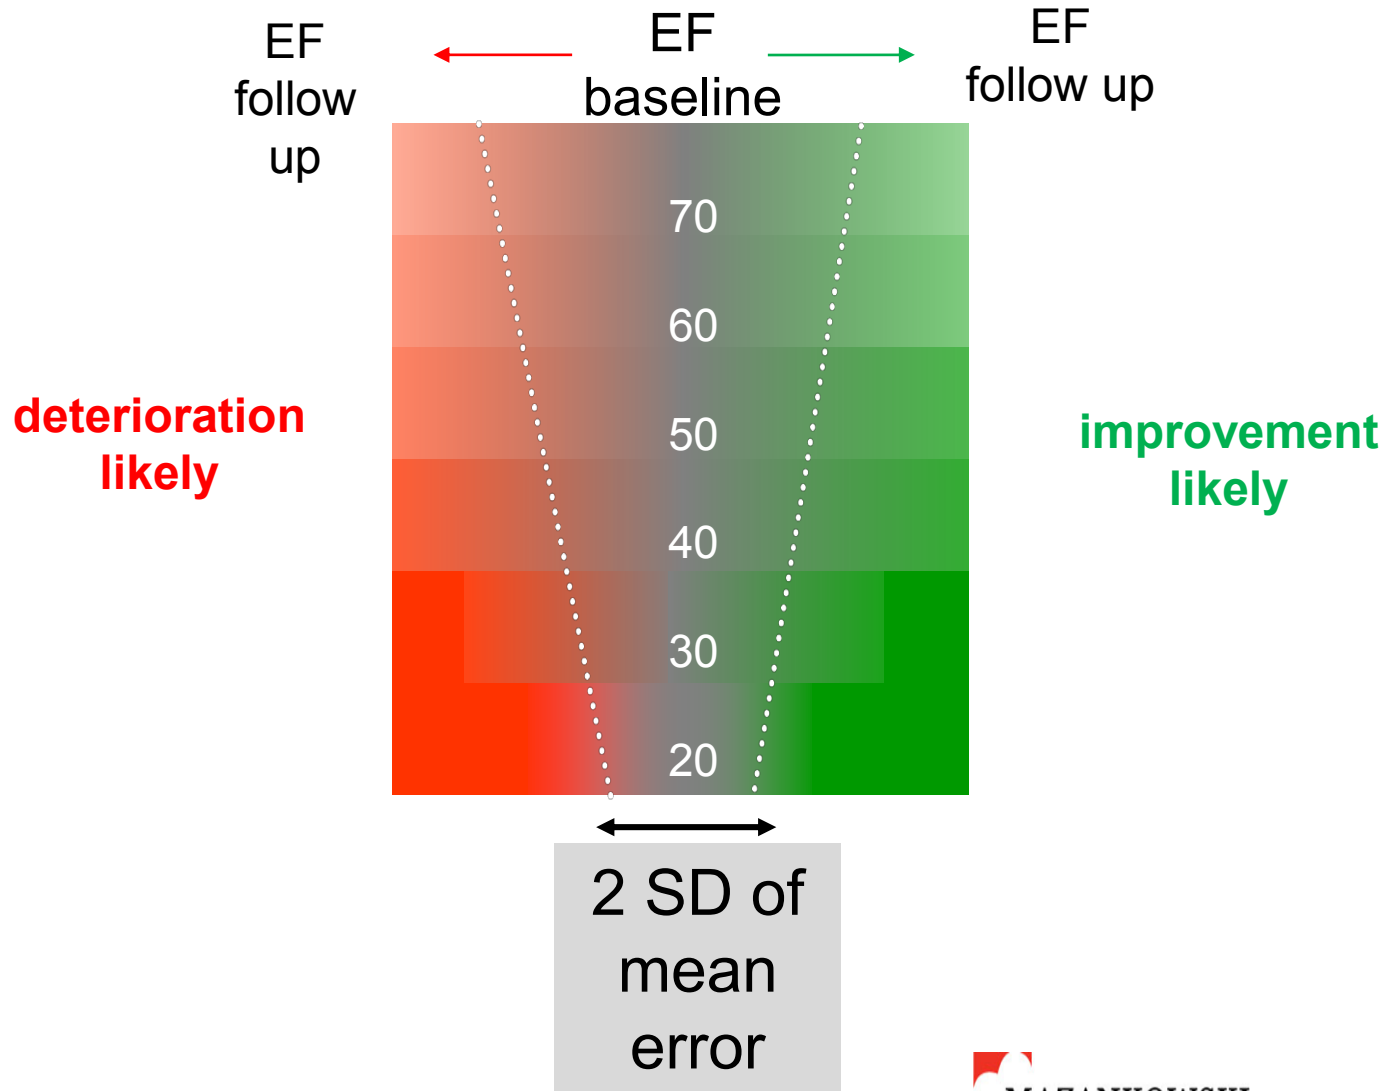 EF
follow
up
EF
baseline
EF
follow up
70
60
50
40
30
20
deterioration
likely
improvement
likely
2 SD of
mean
error
MAZANKOWSKI